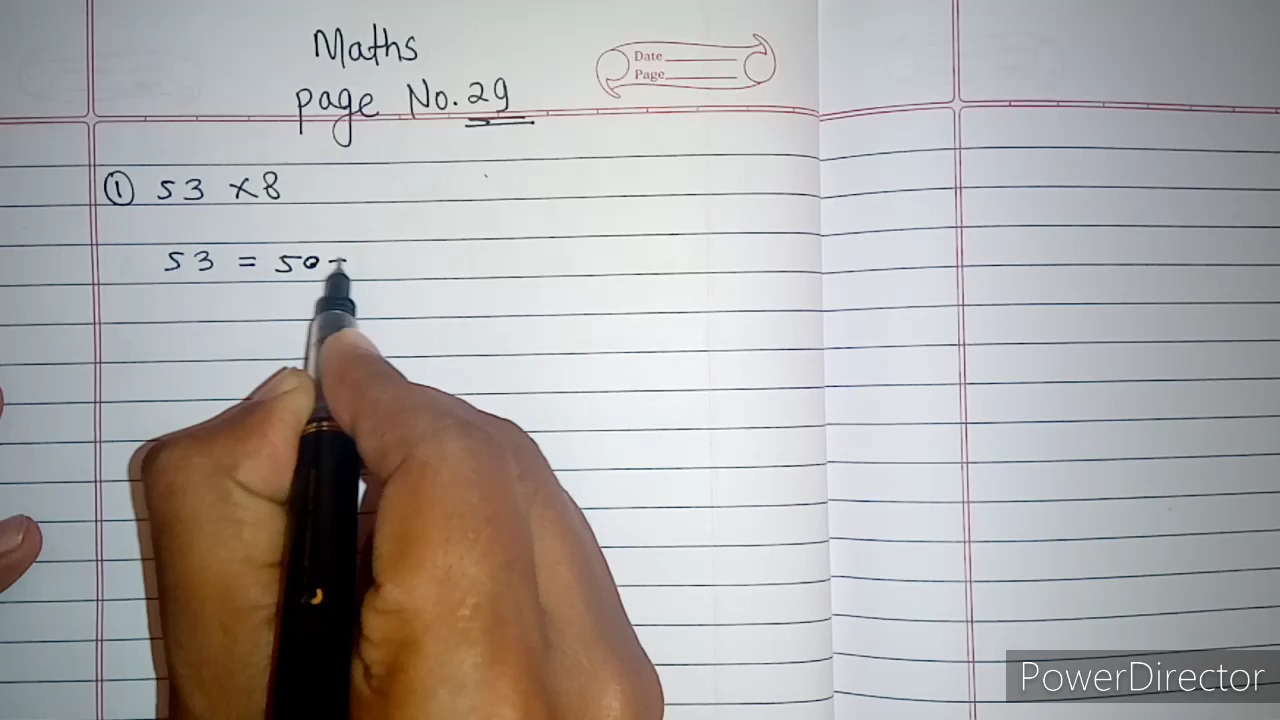 Maths
Date
Page
page No. 29
① 53 × 8
53 = 50 +
PowerDirector